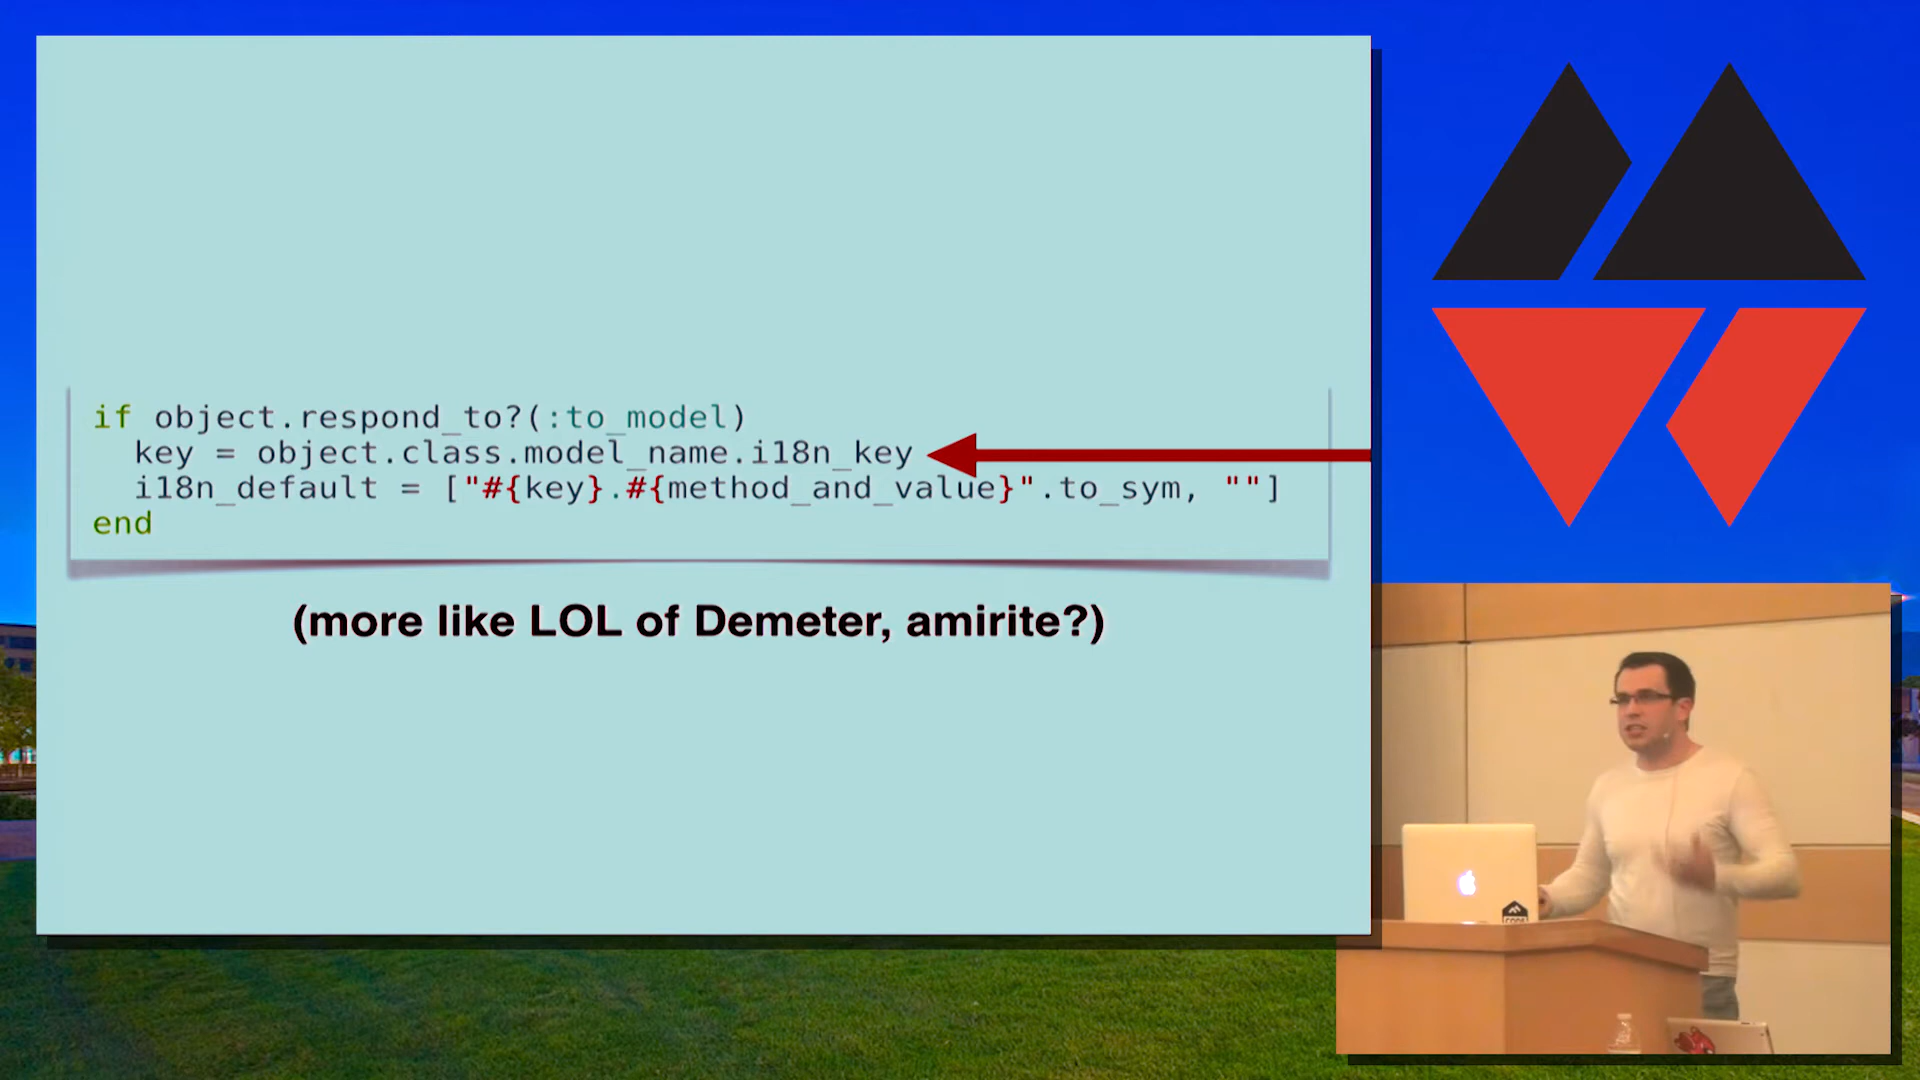 if object.respond_to?(:to_model)
  key = object.class.model_name.i18n_key
  i18n_default = ["#{key}.#{method_and_value}".to_sym, ""]
end
(more like LOL of Demeter, amirite?)
CODE